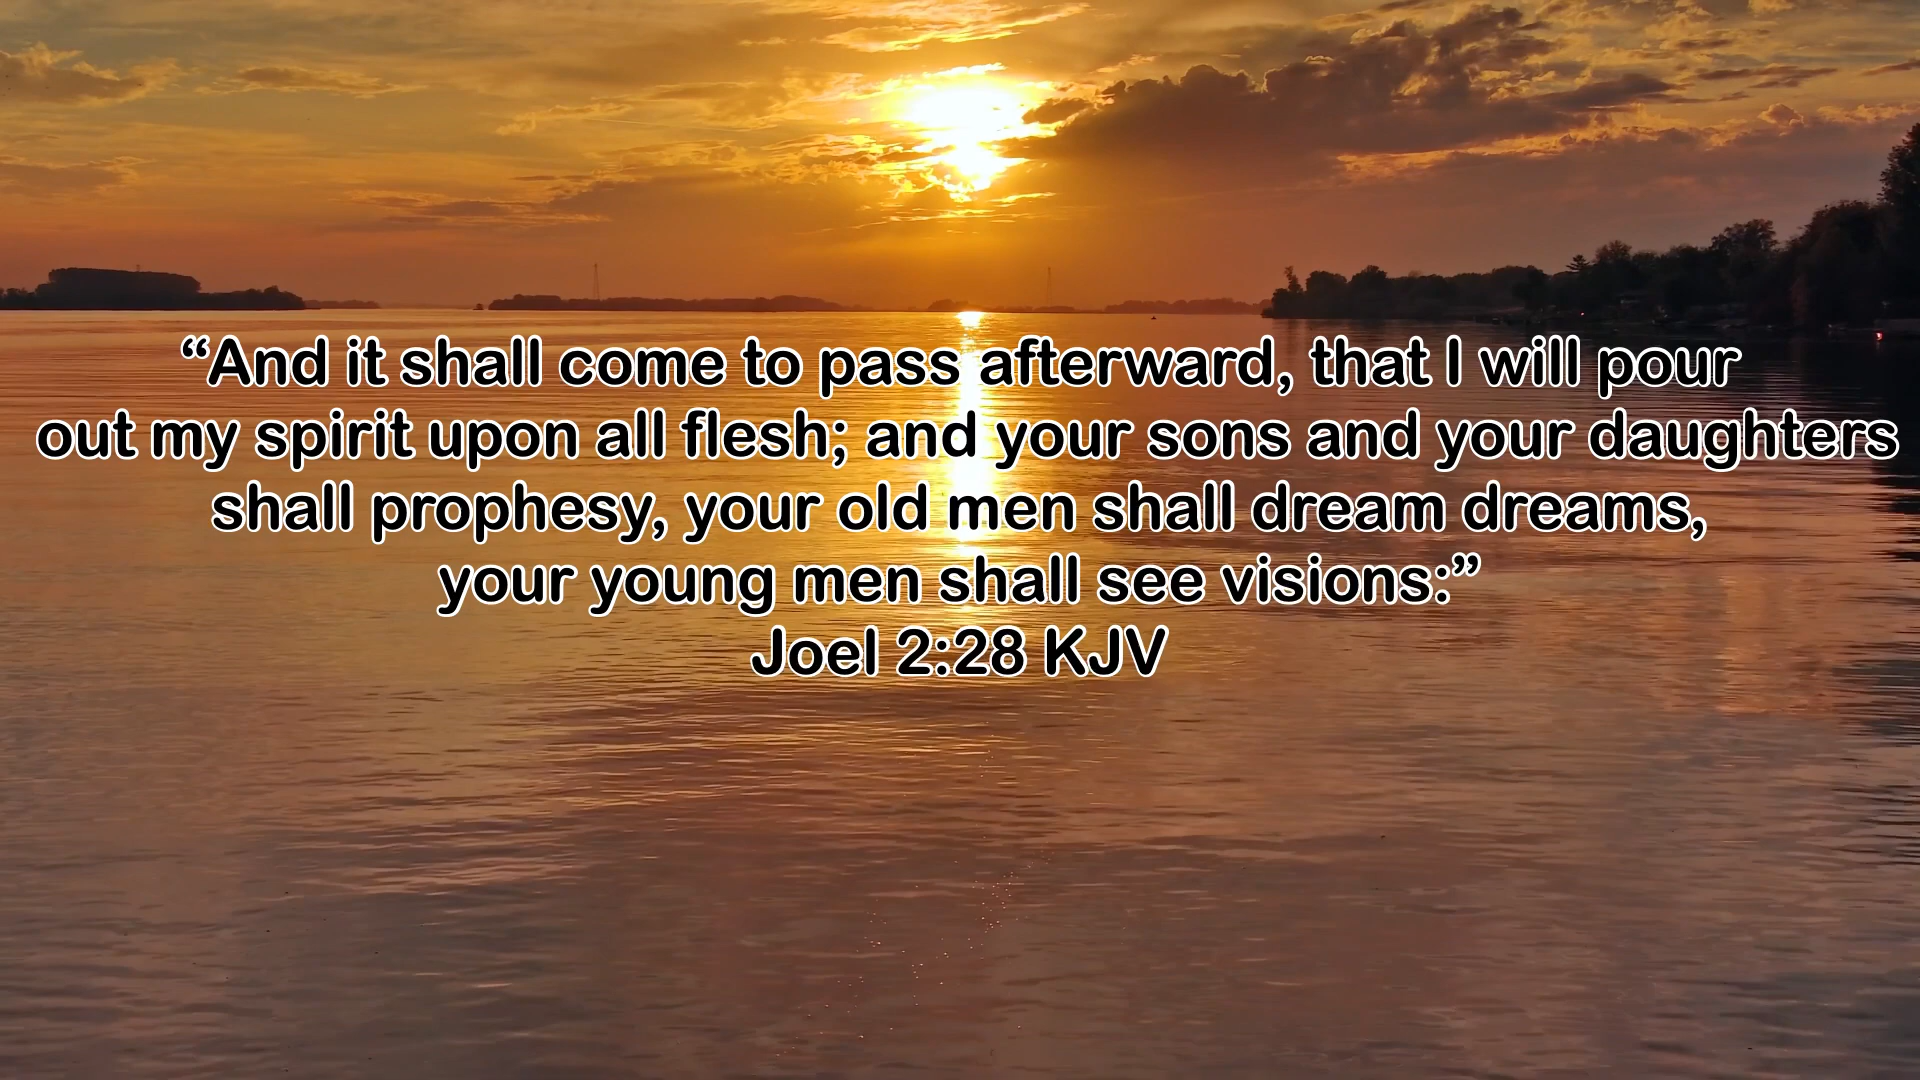 “And it shall come to pass afterward, that I will pour
out my spirit upon all flesh; and your sons and your daughters
shall prophesy, your old men shall dream dreams,
your young men shall see visions:”
Joel 2:28 KJV